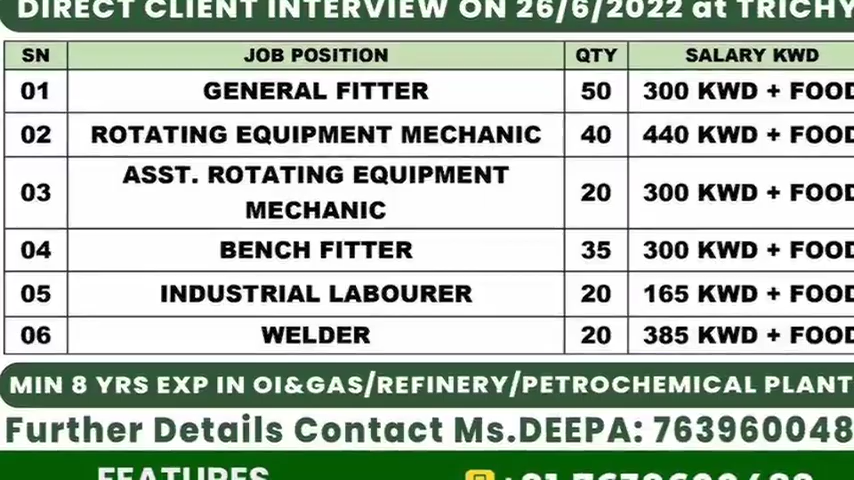 DIRECT CLIENT INTERVIEW ON 26/6/2022 at TRICHY
SN JOB POSITION QTY SALARY KWD
01 GENERAL FITTER 50 300 KWD + FOOD
02 ROTATING EQUIPMENT MECHANIC 40 440 KWD + FOOD
03 ASST. ROTATING EQUIPMENT MECHANIC 20 300 KWD + FOOD
04 BENCH FITTER 35 300 KWD + FOOD
05 INDUSTRIAL LABOURER 20 165 KWD + FOOD
06 WELDER 20 385 KWD + FOOD
MIN 8 YRS EXP IN OI&GAS/REFINERY/PETROCHEMICAL PLANT
Further Details Contact Ms.DEEPA: 763960048
FEATURES